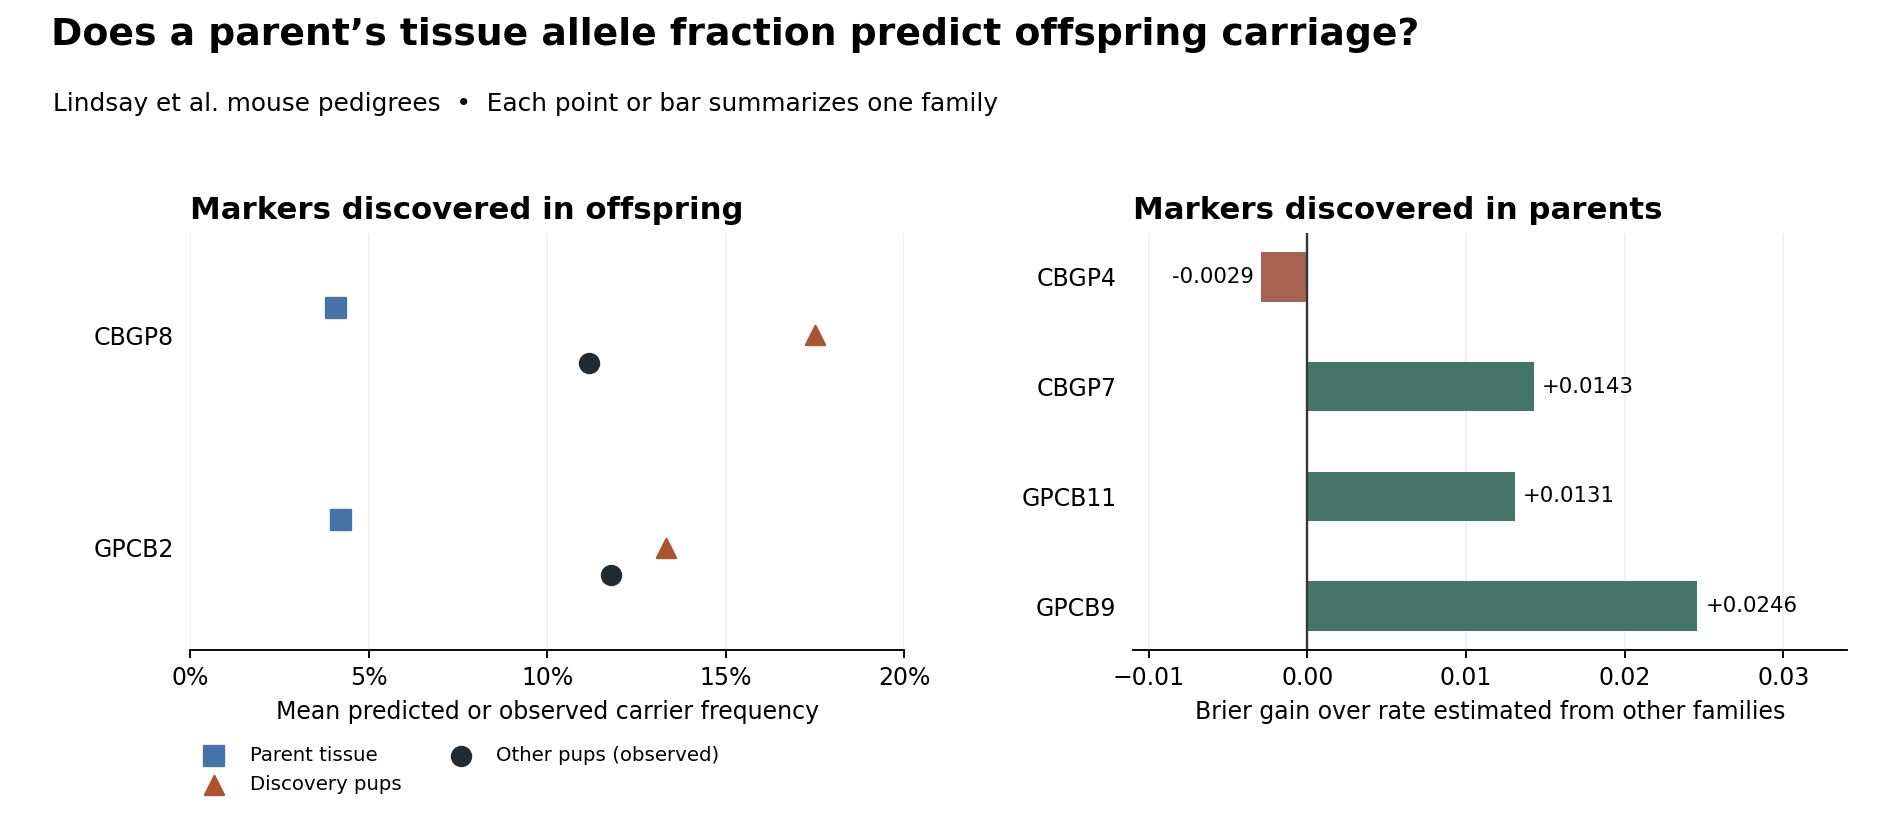 Does a parent’s tissue allele fraction predict offspring carriage?
Lindsay et al. mouse pedigrees • Each point or bar summarizes one family
Markers discovered in offspring
CBGP8
GPCB2
0% 5% 10% 15% 20%
Mean predicted or observed carrier frequency
Parent tissue
Discovery pups
Other pups (observed)
Markers discovered in parents
CBGP4
-0.0029
CBGP7
+0.0143
GPCB11
+0.0131
GPCB9
+0.0246
−0.01 0.00 0.01 0.02 0.03
Brier gain over rate estimated from other families